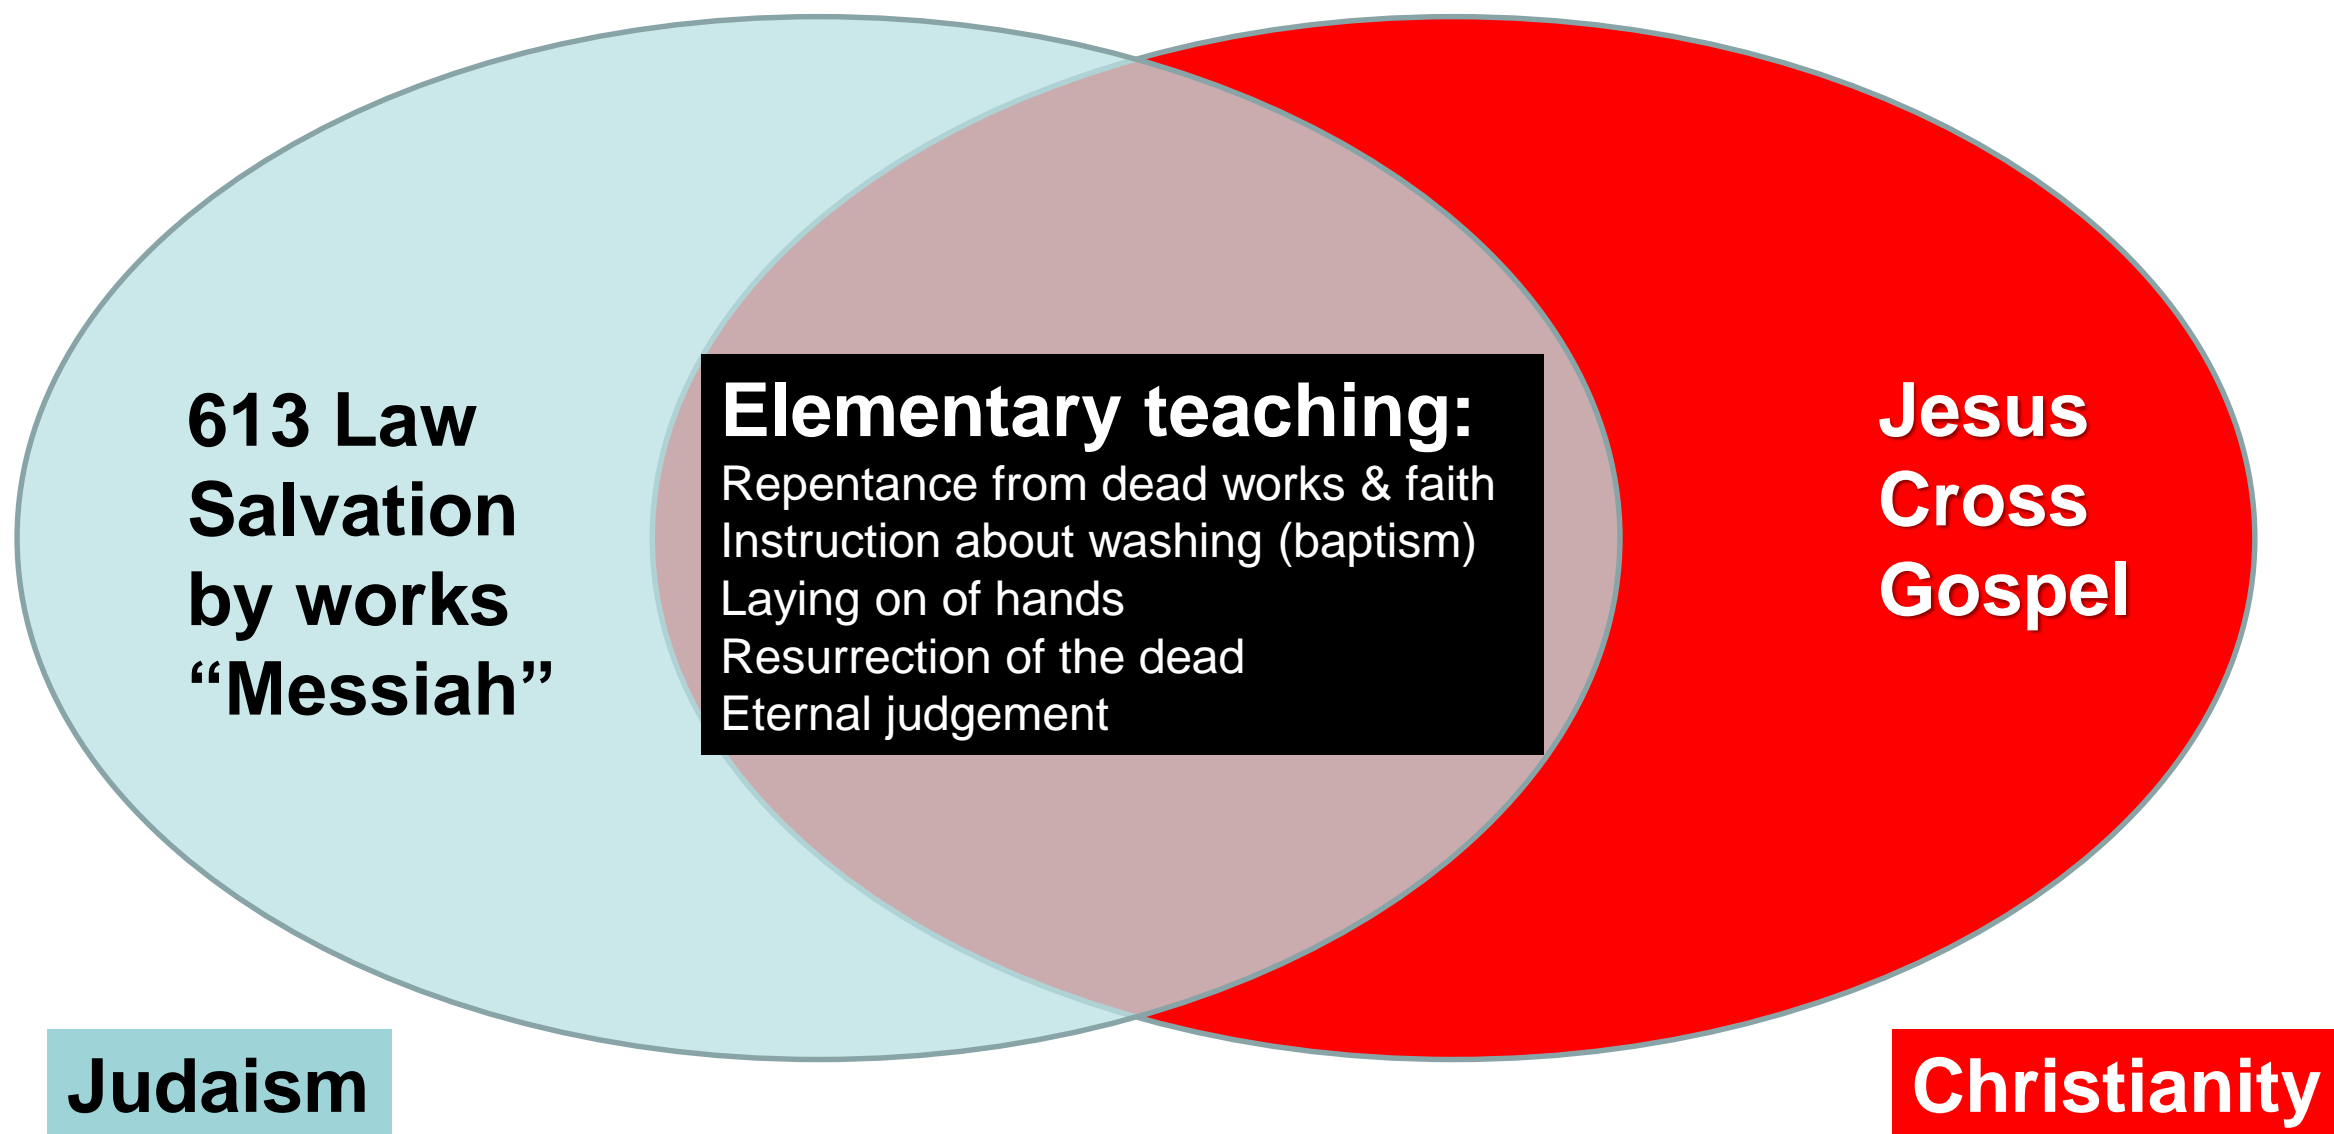 613 Law
Salvation
by works
“Messiah”
Elementary teaching:
Repentance from dead works & faith
Instruction about washing (baptism)
Laying on of hands
Resurrection of the dead
Eternal judgement
Jesus
Cross
Gospel
Judaism
Christianity